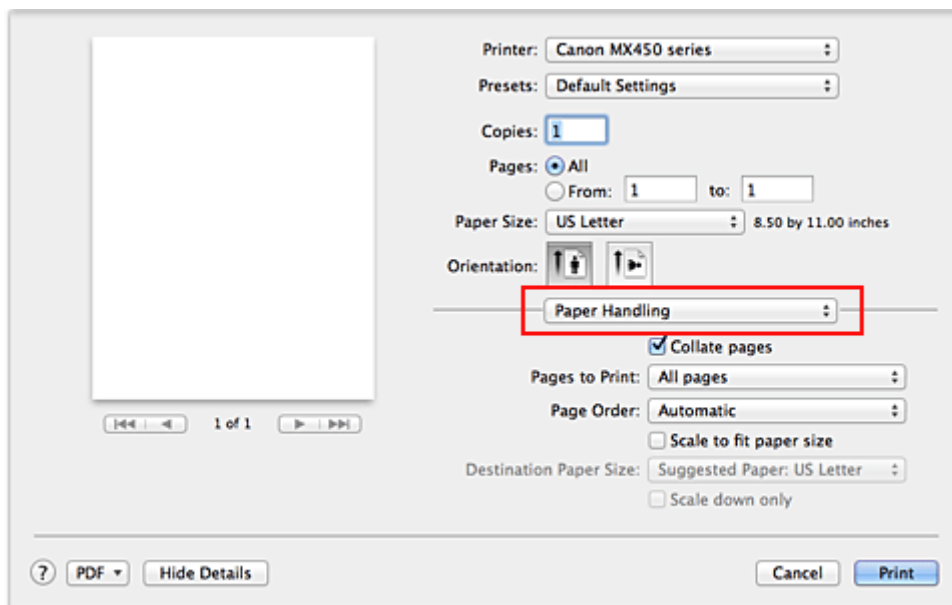 Printer: Canon MX450 series
Presets: Default Settings
Copies: 1
Pages: All
From: 1 to: 1
Paper Size: US Letter 8.50 by 11.00 inches
Orientation:
Paper Handling
Collate pages
Pages to Print: All pages
1 of 1
Page Order: Automatic
Scale to fit paper size
Destination Paper Size: Suggested Paper: US Letter
Scale down only
? PDF Hide Details Cancel Print